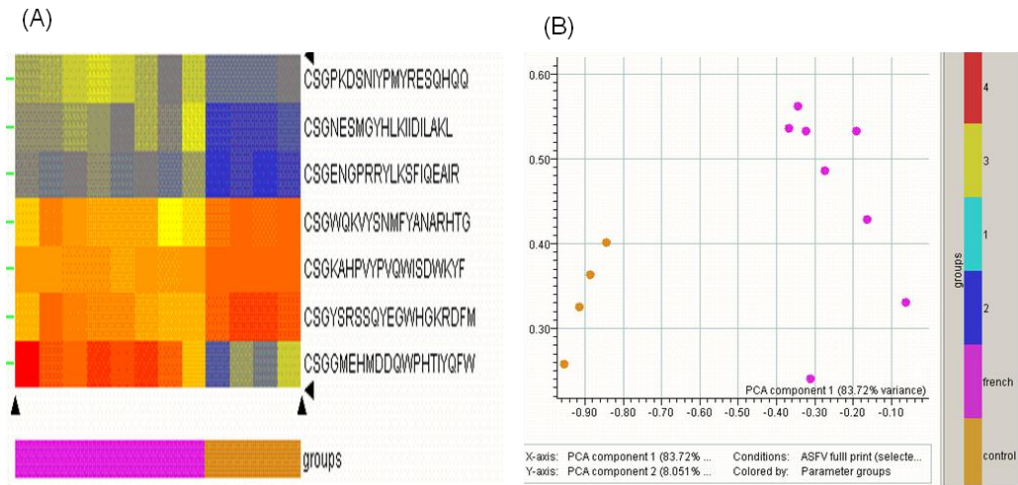 (A)
CSGPKDSNIYPMYRESQHQQ
CSGNESMGYHLKIIDILAKL
CSGENGPRRYLKSFIQEAIR
CSGWQKVYSNMFYANARHTG
CSGKAHPVYPVQWISDWKYF
CSGYSRSSQYEGWHGKRDFM
CSGGMEHMDDQWPHTIYQFW
groups
(B)
0.60
0.50
0.40
0.30
PCA component 1 (83.72% variance)
-0.90 -0.80 -0.70 -0.60 -0.50 -0.40 -0.30 -0.20 -0.10
X-axis: PCA component 1 (83.72% ... Conditions: ASFV fulll print (selecte...
Y-axis: PCA component 2 (8.051% ... Colored by: Parameter groups
groups
4
3
1
2
french
control